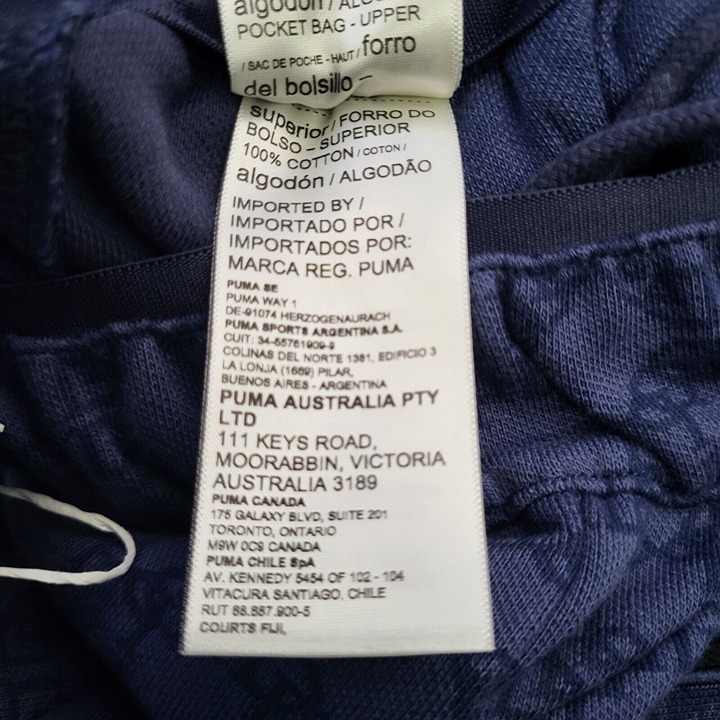 algodón / ALGO
POCKET BAG - UPPER
/ SAC DE POCHE - HAUT / forro
del bolsillo –
superior / FORRO DO
BOLSO – SUPERIOR
100% COTTON / COTON /
algodón / ALGODÃO
IMPORTED BY /
IMPORTADO POR /
IMPORTADOS POR:
MARCA REG. PUMA
PUMA SE
PUMA WAY 1
DE-91074 HERZOGENAURACH
PUMA SPORTS ARGENTINA S.A.
CUIT: 34-65761909-9
COLINAS DEL NORTE 1381, EDIFICIO 3
LA LONJA (1669) PILAR,
BUENOS AIRES - ARGENTINA
PUMA AUSTRALIA PTY
LTD
111 KEYS ROAD,
MOORABBIN, VICTORIA
AUSTRALIA 3189
PUMA CANADA
175 GALAXY BLVD, SUITE 201
TORONTO, ONTARIO
M9W 0C9 CANADA
PUMA CHILE SpA
AV. KENNEDY 5454 OF 102 - 104
VITACURA SANTIAGO. CHILE
RUT 88.887.900-5
COURTS FIJI,